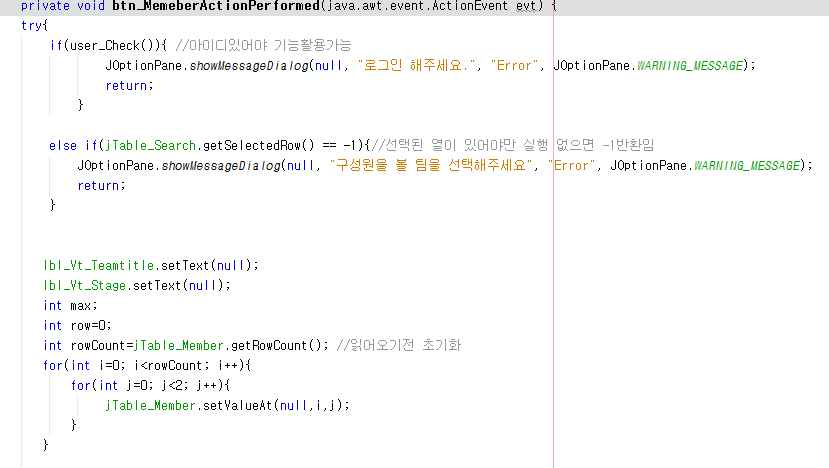 private void btn_MemeberActionPerformed(java.awt.event.ActionEvent evt) {
try{
if(user_Check()){ //아이디있어야 기능활용가능
JOptionPane.showMessageDialog(null, "로그인 해주세요.", "Error", JOptionPane.WARNING_MESSAGE);
return;
}
else if(jTable_Search.getSelectedRow() == -1){//선택된 열이 있어야만 실행 없으면 -1반환임
JOptionPane.showMessageDialog(null, "구성원을 볼 팀을 선택해주세요", "Error", JOptionPane.WARNING_MESSAGE);
return;
}
lbl_Vt_Teamtitle.setText(null);
lbl_Vt_Stage.setText(null);
int max;
int row=0;
int rowCount=jTable_Member.getRowCount(); //읽어오기전 초기화
for(int i=0; i<rowCount; i++){
for(int j=0; j<2; j++){
jTable_Member.setValueAt(null,i,j);
}
}